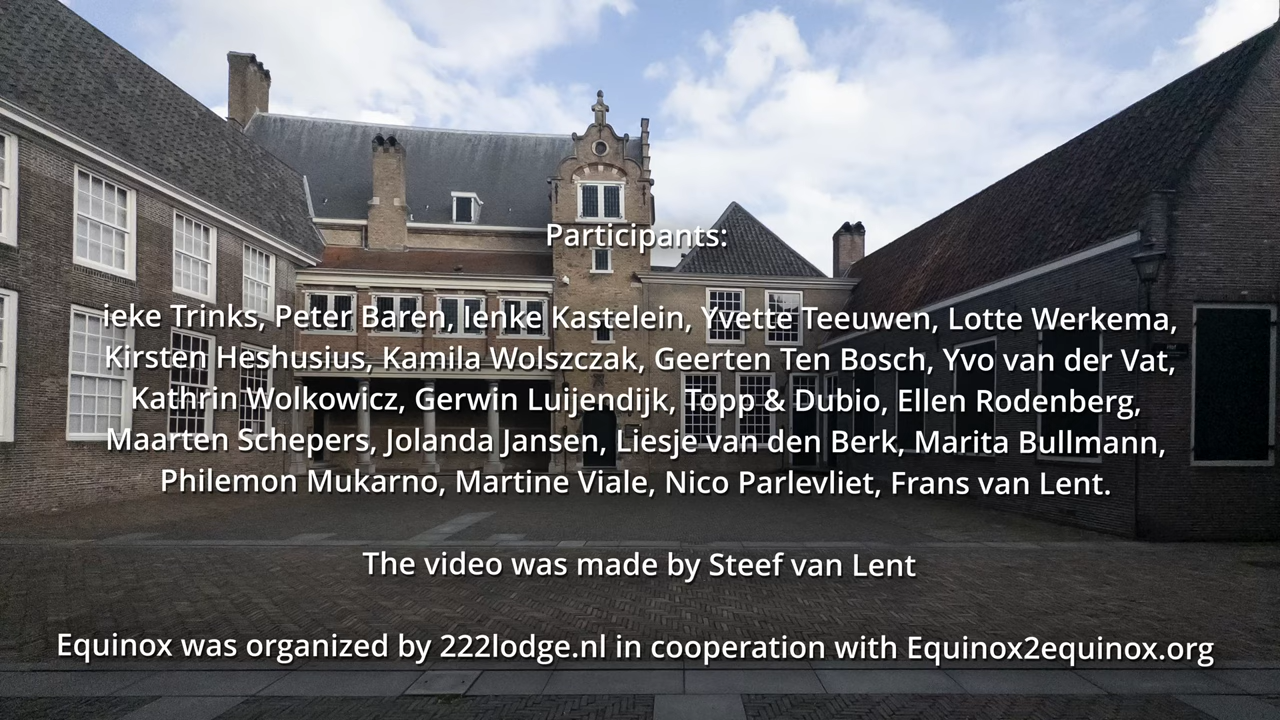 Participants:
ieke Trinks, Peter Baren, Ienke Kastelein, Yvette Teeuwen, Lotte Werkema,
Kirsten Heshusius, Kamila Wolszczak, Geerten Ten Bosch, Yvo van der Vat,
Kathrin Wolkowicz, Gerwin Luijendijk, Topp & Dubio, Ellen Rodenberg,
Maarten Schepers, Jolanda Jansen, Liesje van den Berk, Marita Bullmann,
Philemon Mukarno, Martine Viale, Nico Parlevliet, Frans van Lent.
The video was made by Steef van Lent
Equinox was organized by 222lodge.nl in cooperation with Equinox2equinox.org